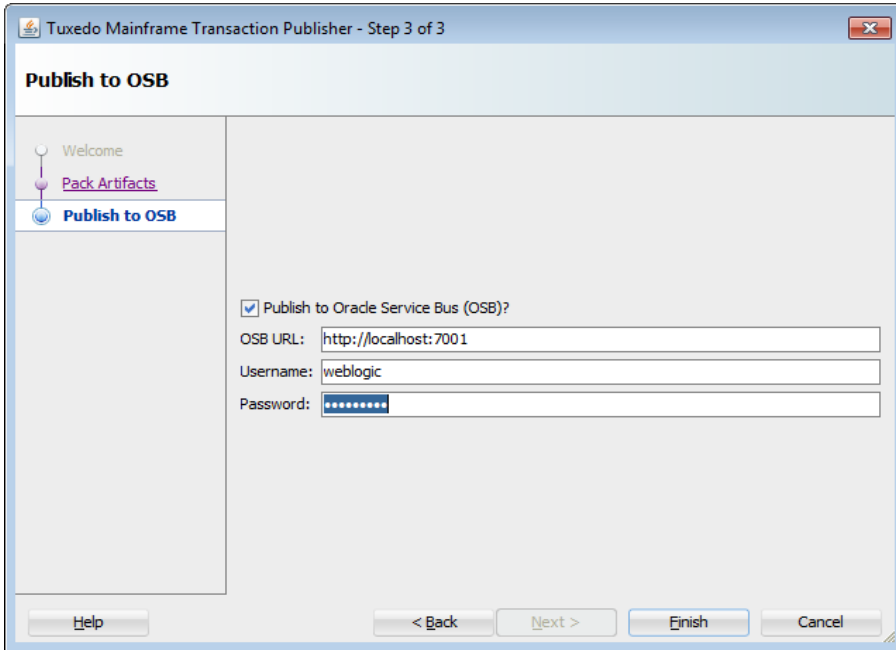 Tuxedo Mainframe Transaction Publisher - Step 3 of 3
Publish to OSB
Welcome
Pack Artifacts
Publish to OSB
Publish to Oracle Service Bus (OSB)?
OSB URL: http://localhost:7001
Username: weblogic
Password: •••••••••
Help < Back Next > Finish Cancel